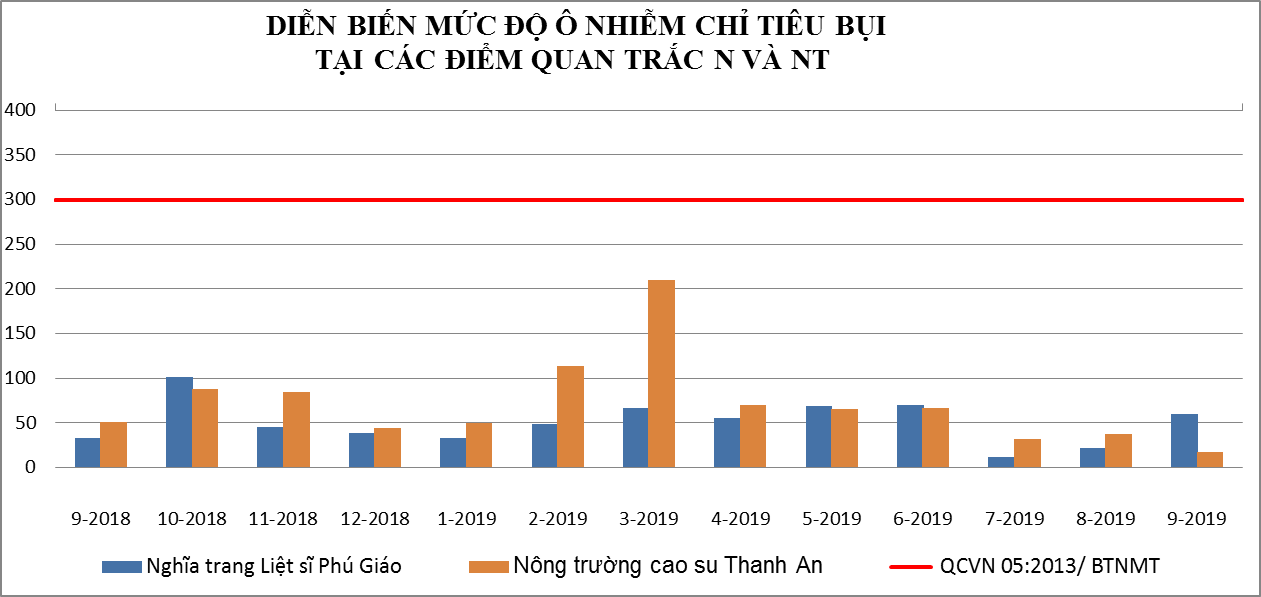 DIỄN BIẾN MỨC ĐỘ Ô NHIỄM CHỈ TIÊU BỤI
TẠI CÁC ĐIỂM QUAN TRẮC N VÀ NT
400
350
300
250
200
150
100
50
0
9-2018 10-2018 11-2018 12-2018 1-2019 2-2019 3-2019 4-2019 5-2019 6-2019 7-2019 8-2019 9-2019
Nghĩa trang Liệt sĩ Phú Giáo Nông trường cao su Thanh An QCVN 05:2013/ BTNMT